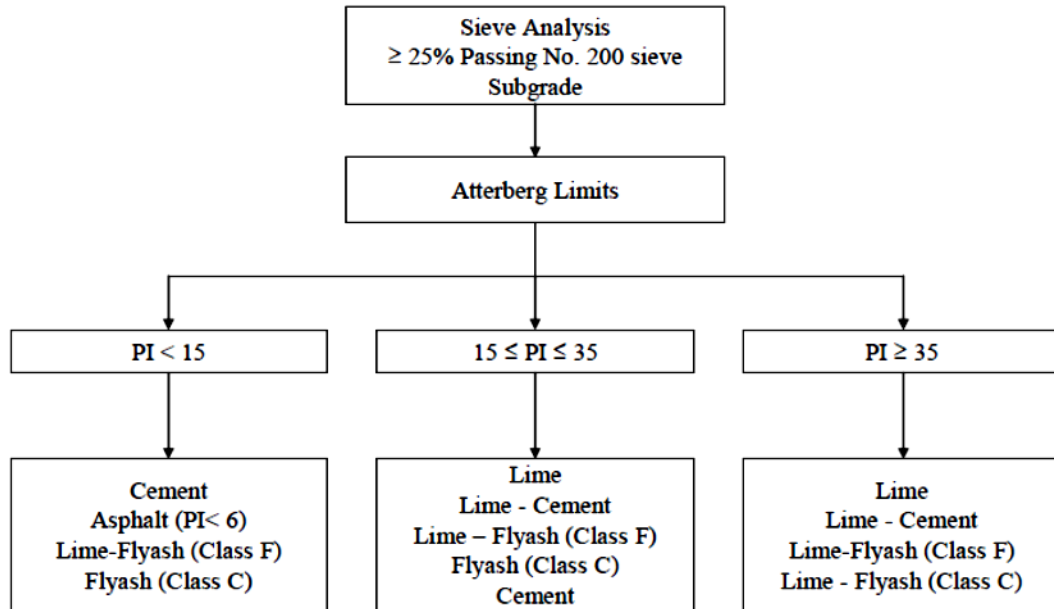 Sieve Analysis
≥ 25% Passing No. 200 sieve
Subgrade
Atterberg Limits
PI < 15
15 ≤ PI ≤ 35
PI ≥ 35
Cement
Asphalt (PI< 6)
Lime-Flyash (Class F)
Flyash (Class C)
Lime
Lime - Cement
Lime – Flyash (Class F)
Flyash (Class C)
Cement
Lime
Lime - Cement
Lime-Flyash (Class F)
Lime - Flyash (Class C)